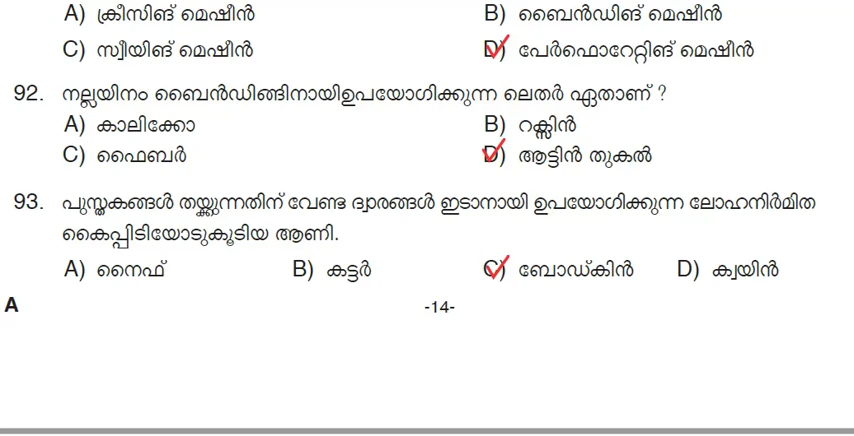 A) ക്രീസിങ് മെഷീൻ B) ബൈൻഡിങ് മെഷീൻ
C) സ്വീയിങ് മെഷീൻ D) പേർഫൊറേറ്റിങ് മെഷീൻ
92. നല്ലയിനം ബൈൻഡിങ്ങിനായിഉപയോഗിക്കുന്ന ലെതർ ഏതാണ് ?
A) കാലിക്കോ B) റക്സിൻ
C) ഫൈബർ D) ആട്ടിൻ തുകൽ
93. പുസ്തകങ്ങൾ തയ്ക്കുന്നതിന് വേണ്ട ദ്വാരങ്ങൾ ഇടാനായി ഉപയോഗിക്കുന്ന ലോഹനിർമിത
കൈപ്പിടിയോടുകൂടിയ ആണി.
A) നൈഫ് B) കട്ടർ C) ബോഡ്കിൻ D) ക്വയിൻ
A -14-